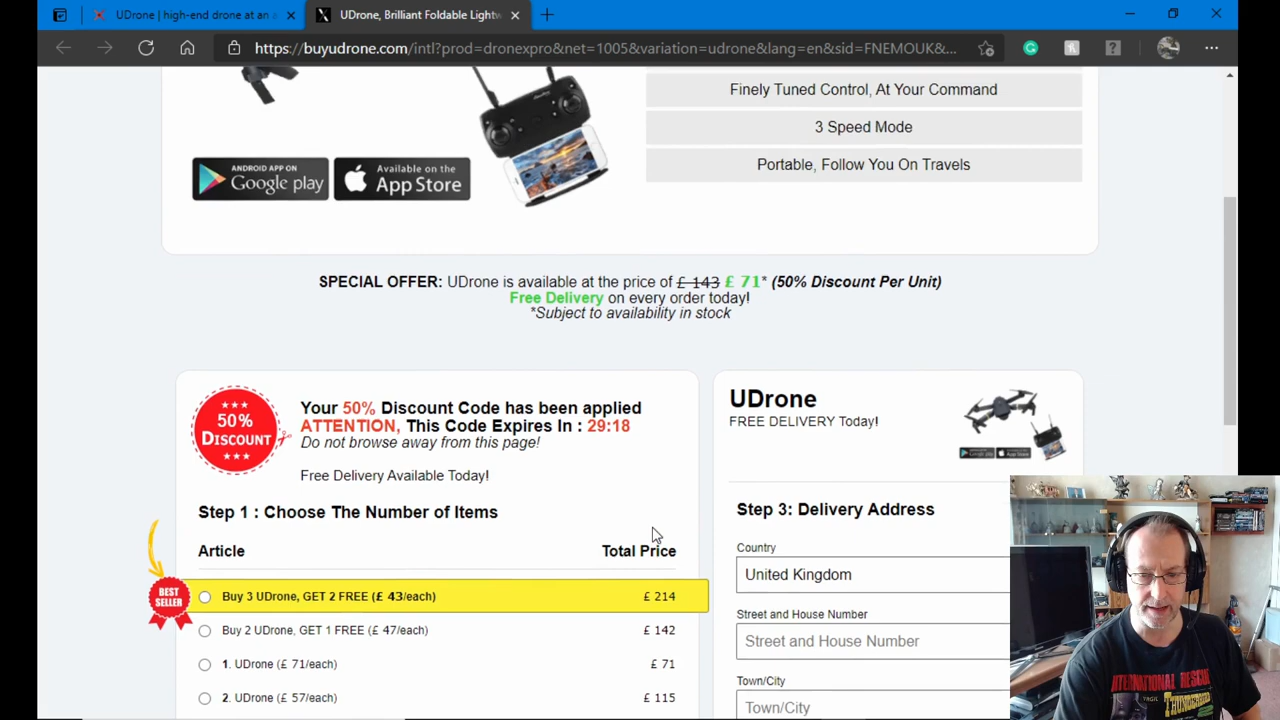 UDrone | high-end drone at an a
UDrone, Brilliant Foldable Lightw
https://buyudrone.com/intl?prod=dronexpro&net=1005&variation=udrone&lang=en&sid=FNEMOUK&...
Finely Tuned Control, At Your Command
3 Speed Mode
Portable, Follow You On Travels
ANDROID APP ON
Google play
Available on the
App Store
SPECIAL OFFER: UDrone is available at the price of £ 143 £ 71* (50% Discount Per Unit)
Free Delivery on every order today!
*Subject to availability in stock
50%
DISCOUNT
Your 50% Discount Code has been applied
ATTENTION, This Code Expires In : 29:18
Do not browse away from this page!
Free Delivery Available Today!
Step 1 : Choose The Number of Items
Article Total Price
BEST
SELLER
Buy 3 UDrone, GET 2 FREE (£ 43/each) £ 214
Buy 2 UDrone, GET 1 FREE (£ 47/each) £ 142
1. UDrone (£ 71/each) £ 71
2. UDrone (£ 57/each) £ 115
UDrone
FREE DELIVERY Today!
Step 3: Delivery Address
Country
United Kingdom
Street and House Number
Street and House Number
Town/City
Town/City
INTERNATIONAL RESCUE